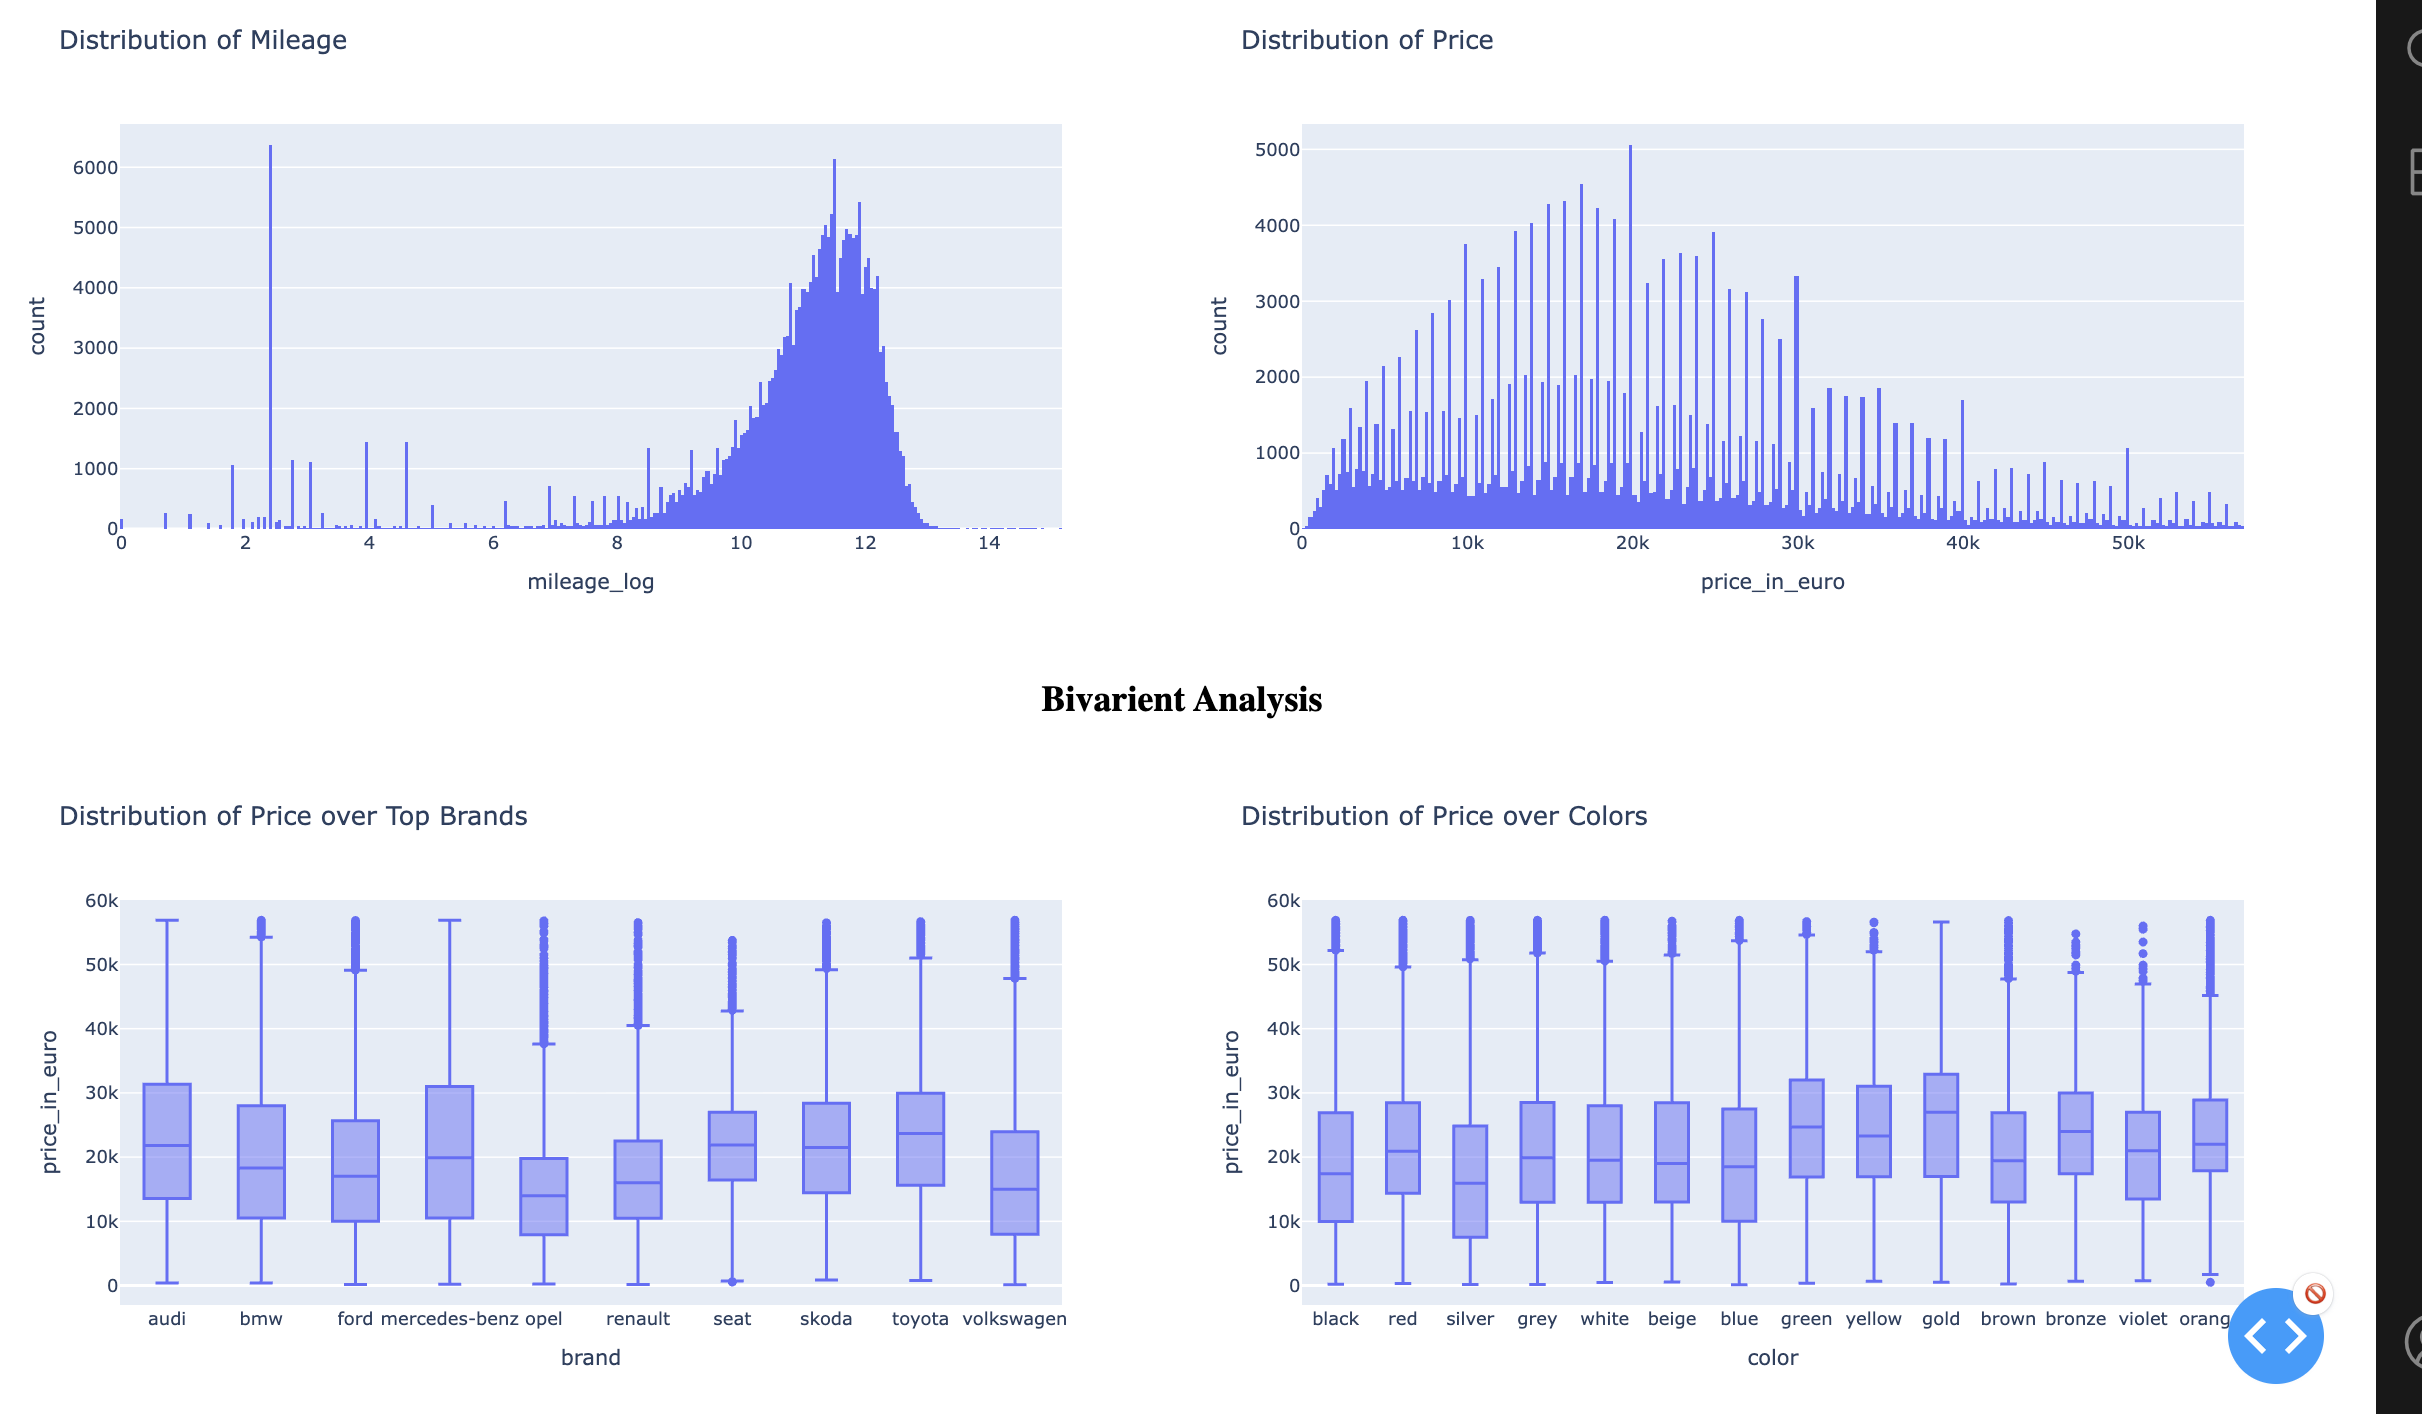 Distribution of Mileage
Distribution of Price
6000
5000
4000
3000
2000
1000
0
count
0 2 4 6 8 10 12 14
mileage_log
5000
4000
3000
2000
1000
0
count
0 10k 20k 30k 40k 50k
price_in_euro
Bivarient Analysis
Distribution of Price over Top Brands
Distribution of Price over Colors
60k
50k
40k
30k
20k
10k
0
price_in_euro
audi bmw ford mercedes-benz opel renault seat skoda toyota volkswagen
brand
60k
50k
40k
30k
20k
10k
0
price_in_euro
black red silver grey white beige blue green yellow gold brown bronze violet orang
color